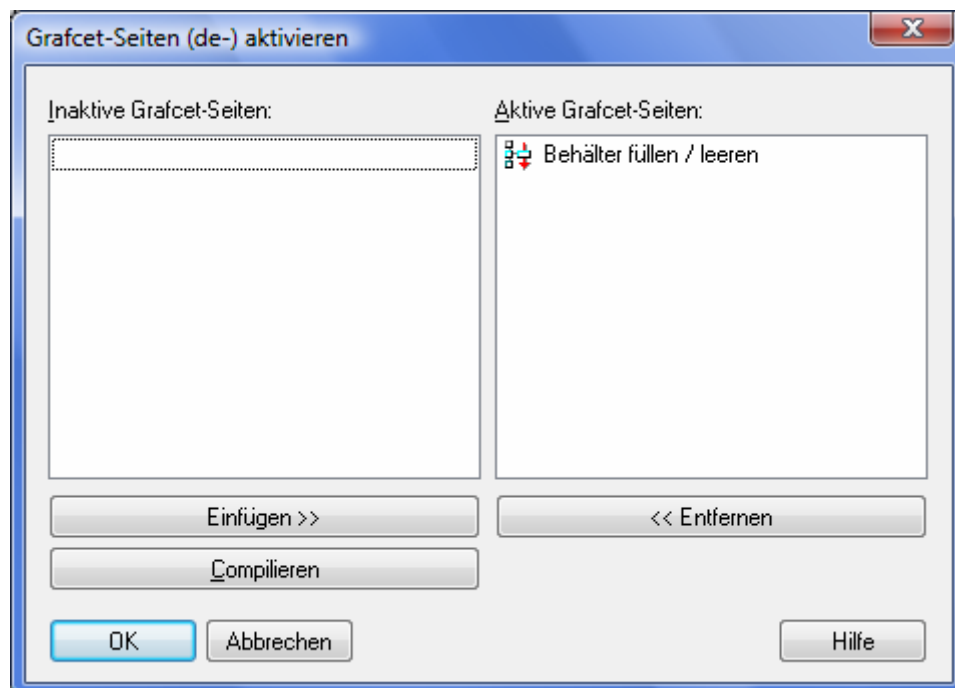 Grafcet-Seiten (de-) aktivieren
Inaktive Grafcet-Seiten:
Aktive Grafcet-Seiten:
Behälter füllen / leeren
Einfügen >>
<< Entfernen
Compilieren
OK
Abbrechen
Hilfe